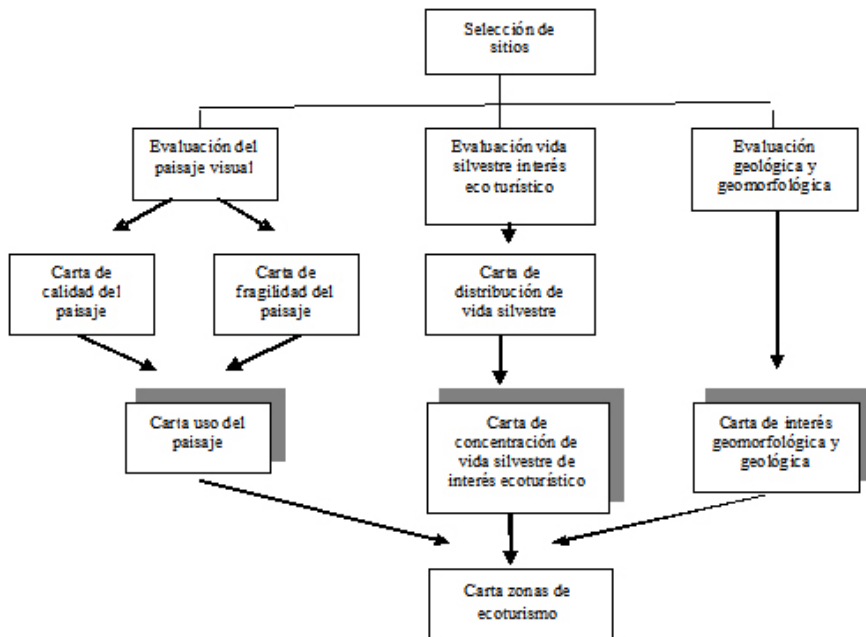 Selección de
sitios
Evaluación del
paisaje visual
Evaluación vida
silvestre interés
eco turístico
Evaluación
geológica y
geomorfológica
Carta de
calidad del
paisaje
Carta de
fragilidad del
paisaje
Carta de
distribución de
vida silvestre
Carta uso del
paisaje
Carta de
concentración de
vida silvestre de
interés ecoturístico
Carta de interés
geomorfológica y
geológica
Carta zonas de
ecoturismo